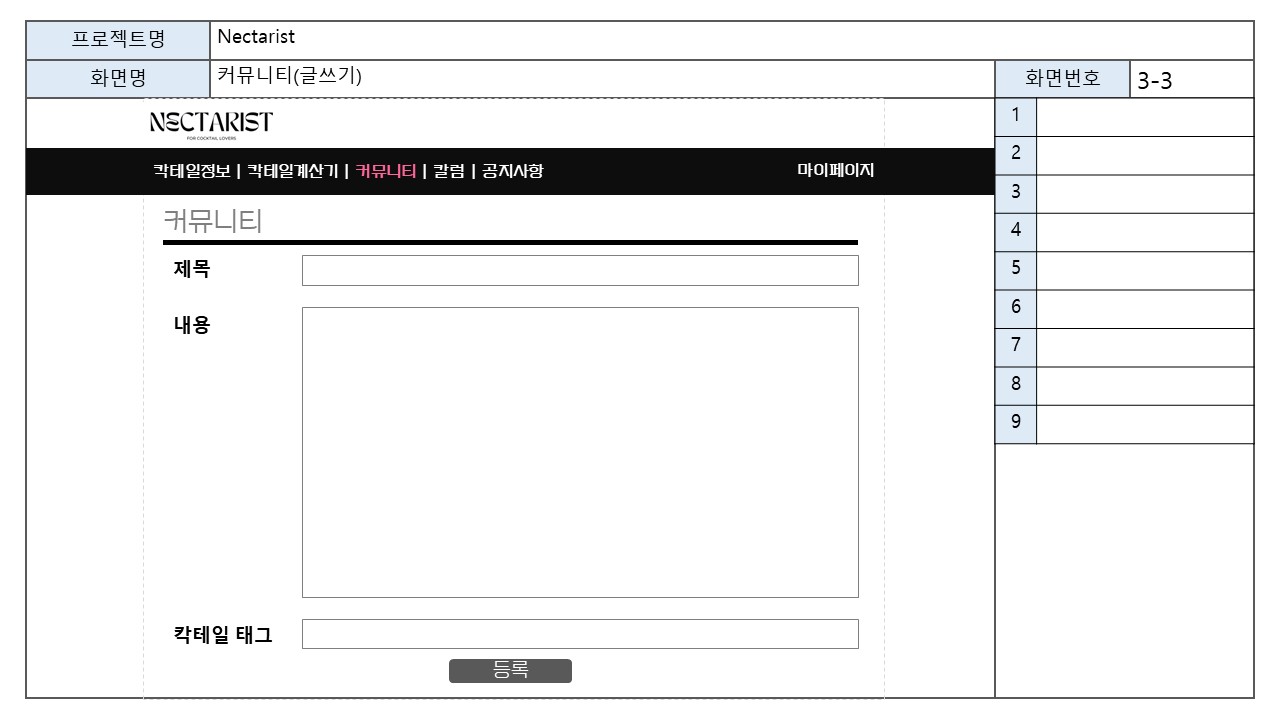 프로젝트명 Nectarist
화면명 커뮤니티(글쓰기) 화면번호 3-3
NECTARIST
FOR COCKTAIL LOVERS
칵테일정보 | 칵테일계산기 | 커뮤니티 | 칼럼 | 공지사항 마이페이지
커뮤니티
제목
내용
칵테일 태그
등록
1
2
3
4
5
6
7
8
9